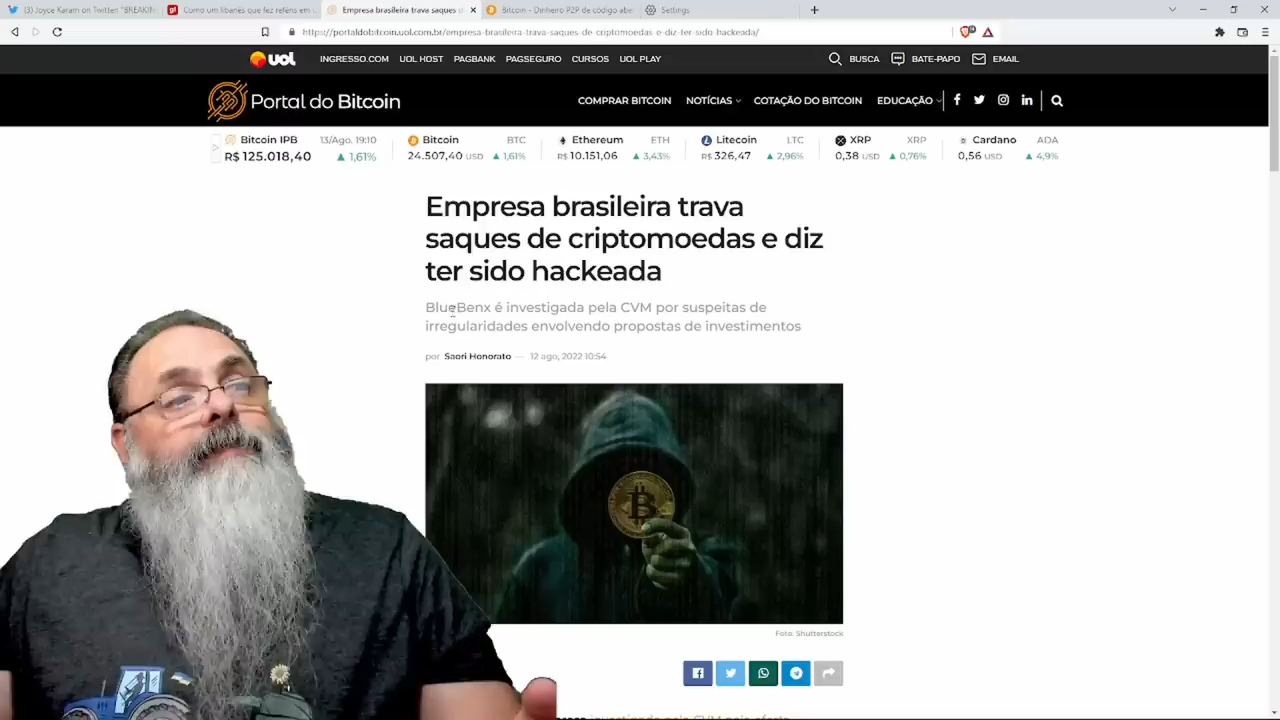 (3) Joyce Karam on Twitter: "BREAKIN
Como um libanês que fez reféns em u
Empresa brasileira trava saques
Bitcoin - Dinheiro P2P de código abe
Settings
https://portaldobitcoin.uol.com.br/empresa-brasileira-trava-saques-de-criptomoedas-e-diz-ter-sido-hackeada/
uol INGRESSO.COM UOL HOST PAGBANK PAGSEGURO CURSOS UOL PLAY BUSCA BATE-PAPO EMAIL
Portal do Bitcoin COMPRAR BITCOIN NOTÍCIAS COTAÇÃO DO BITCOIN EDUCAÇÃO
Bitcoin IPB 13/Ago. 19:10 Bitcoin BTC Ethereum ETH Litecoin LTC XRP XRP Cardano ADA
R$ 125.018,40 ▲ 1,61% 24.507,40 USD ▲ 1,61% R$ 10.151,06 ▲ 3,43% R$ 326,47 ▲ 2,96% 0,38 USD ▲ 0,76% 0,56 USD ▲ 4,9%
Empresa brasileira trava
saques de criptomoedas e diz
ter sido hackeada
BlueBenx é investigada pela CVM por suspeitas de
irregularidades envolvendo propostas de investimentos
por Saori Honorato — 12 ago, 2022 10:54
Foto: Shutterstock